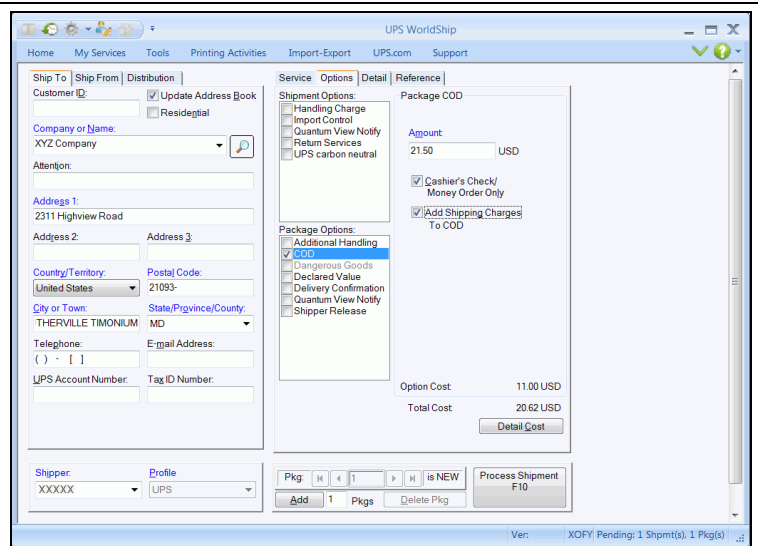 UPS WorldShip
Home My Services Tools Printing Activities Import-Export UPS.com Support
Ship To Ship From Distribution
Customer ID:
Update Address Book
Residential
Company or Name:
XYZ Company
Attention:
Address 1:
2311 Highview Road
Address 2: Address 3:
Country/Territory: Postal Code:
United States 21093-
City or Town: State/Province/County:
THERVILLE TIMONIUM MD
Telephone: E-mail Address:
( ) - [ ]
UPS Account Number: Tax ID Number:
Shipper: Profile
XXXXX UPS
Service Options Detail Reference
Shipment Options:
Handling Charge
Import Control
Quantum View Notify
Return Services
UPS carbon neutral
Package Options:
Additional Handling
COD
Dangerous Goods
Declared Value
Delivery Confirmation
Quantum View Notify
Shipper Release
Package COD
Amount
21.50 USD
Cashier's Check/
Money Order Only
Add Shipping Charges
To COD
Option Cost 11.00 USD
Total Cost 20.62 USD
Detail Cost
Pkg: 1 is NEW
Add 1 Pkgs Delete Pkg
Process Shipment
F10
Ver: XOFY Pending: 1 Shpmt(s), 1 Pkg(s)